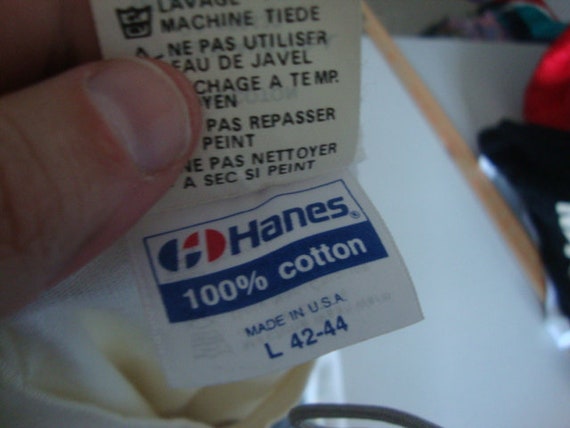 LAVAGE
MACHINE TIEDE
NE PAS UTILISER
EAU DE JAVEL
CHAGE A TEMP.
YEN
PAS REPASSER
PEINT
NE PAS NETTOYER
A SEC SI PEINT
Hanes®
100% cotton
MADE IN U.S.A.
L 42-44